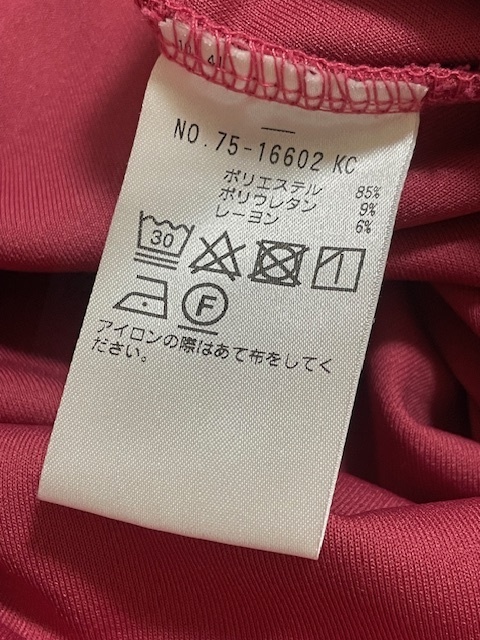 NO.75-16602 KC
ポリエステル 85%
ポリウレタン 9%
レーヨン 6%
30
F
アイロンの際はあて布をしてく
ださい。